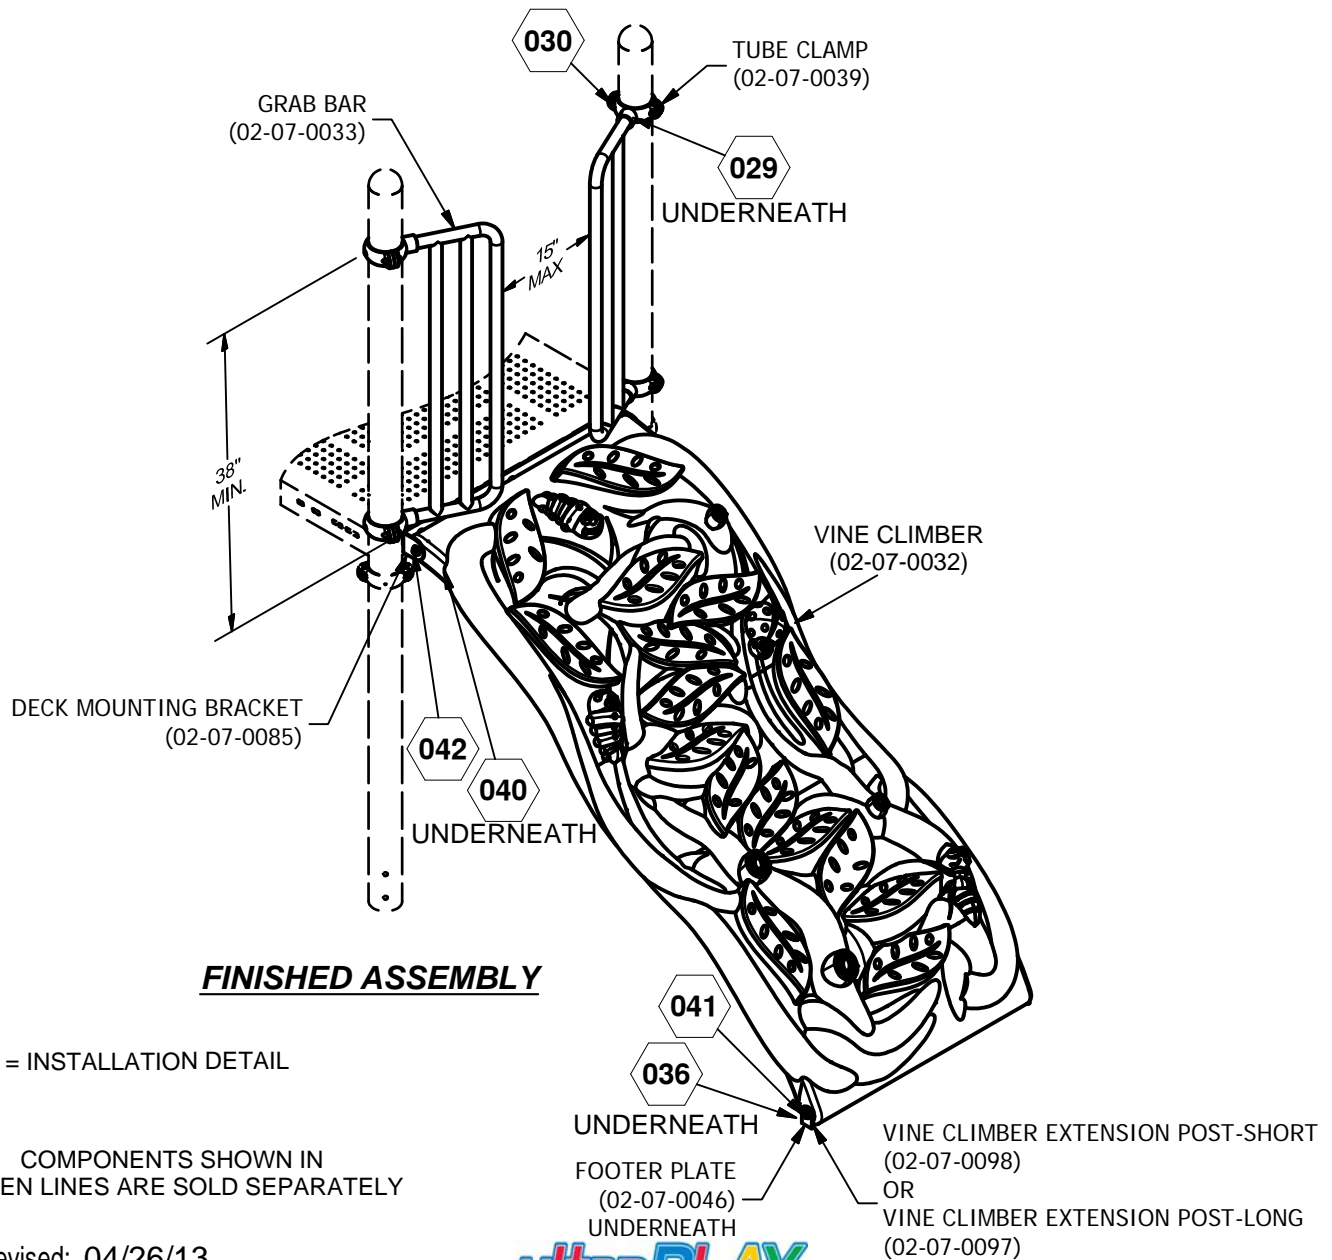 030
TUBE CLAMP
(02-07-0039)
GRAB BAR
(02-07-0033)
029
UNDERNEATH
15"
MAX
38"
MIN.
VINE CLIMBER
(02-07-0032)
DECK MOUNTING BRACKET
(02-07-0085)
042
040
UNDERNEATH
FINISHED ASSEMBLY
041
= INSTALLATION DETAIL
036
UNDERNEATH
VINE CLIMBER EXTENSION POST-SHORT
(02-07-0098)
OR
VINE CLIMBER EXTENSION POST-LONG
(02-07-0097)
COMPONENTS SHOWN IN
EN LINES ARE SOLD SEPARATELY
FOOTER PLATE
(02-07-0046)
UNDERNEATH
evised: 04/26/13
PLAY